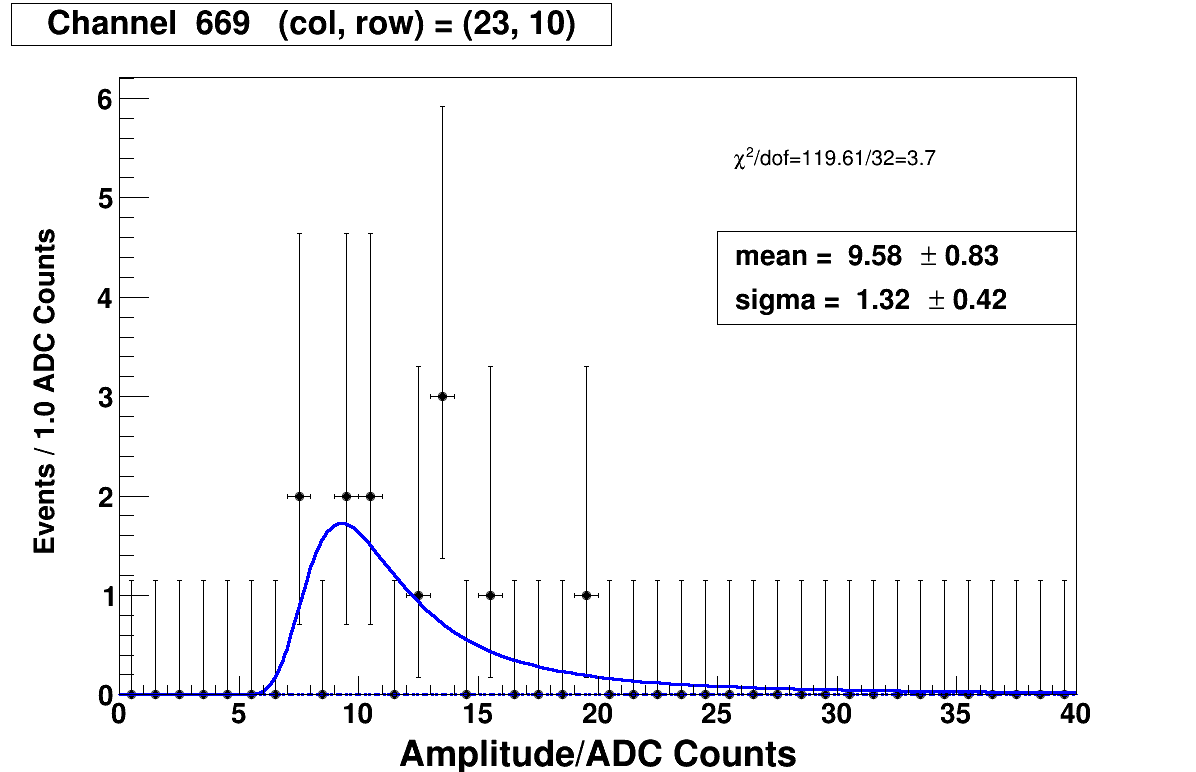 Channel 669 (col, row) = (23, 10)
6
χ²/dof=119.61/32=3.7
5
mean = 9.58 ± 0.83
4
sigma = 1.32 ± 0.42
3
2
1
0
Events / 1.0 ADC Counts
0 5 10 15 20 25 30 35 40
Amplitude/ADC Counts